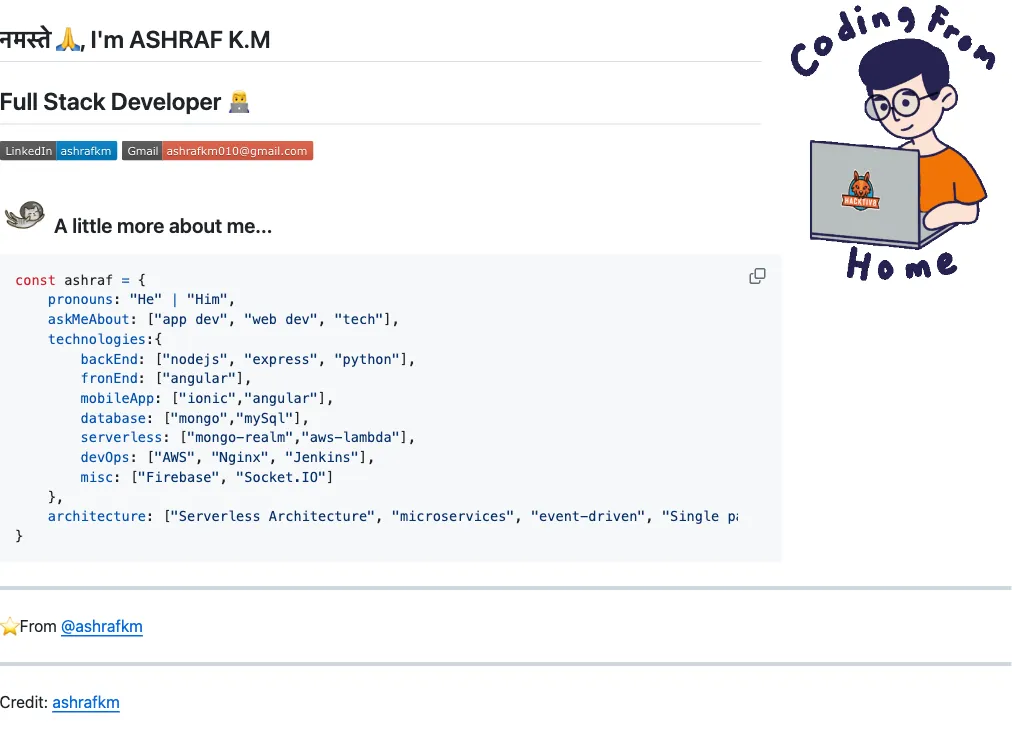 नमस्ते🙏, I'm ASHRAF K.M
Coding From
Home
HACKTIV8
Full Stack Developer 👨‍💻
LinkedIn ashrafkm Gmail ashrafkm010@gmail.com
A little more about me...
const ashraf = {
    pronouns: "He" | "Him",
    askMeAbout: ["app dev", "web dev", "tech"],
    technologies:{
        backEnd: ["nodejs", "express", "python"],
        fronEnd: ["angular"],
        mobileApp: ["ionic","angular"],
        database: ["mongo","mySql"],
        serverless: ["mongo-realm","aws-lambda"],
        devOps: ["AWS", "Nginx", "Jenkins"],
        misc: ["Firebase", "Socket.IO"]
    },
    architecture: ["Serverless Architecture", "microservices", "event-driven", "Single
}
⭐From @ashrafkm
Credit: ashrafkm